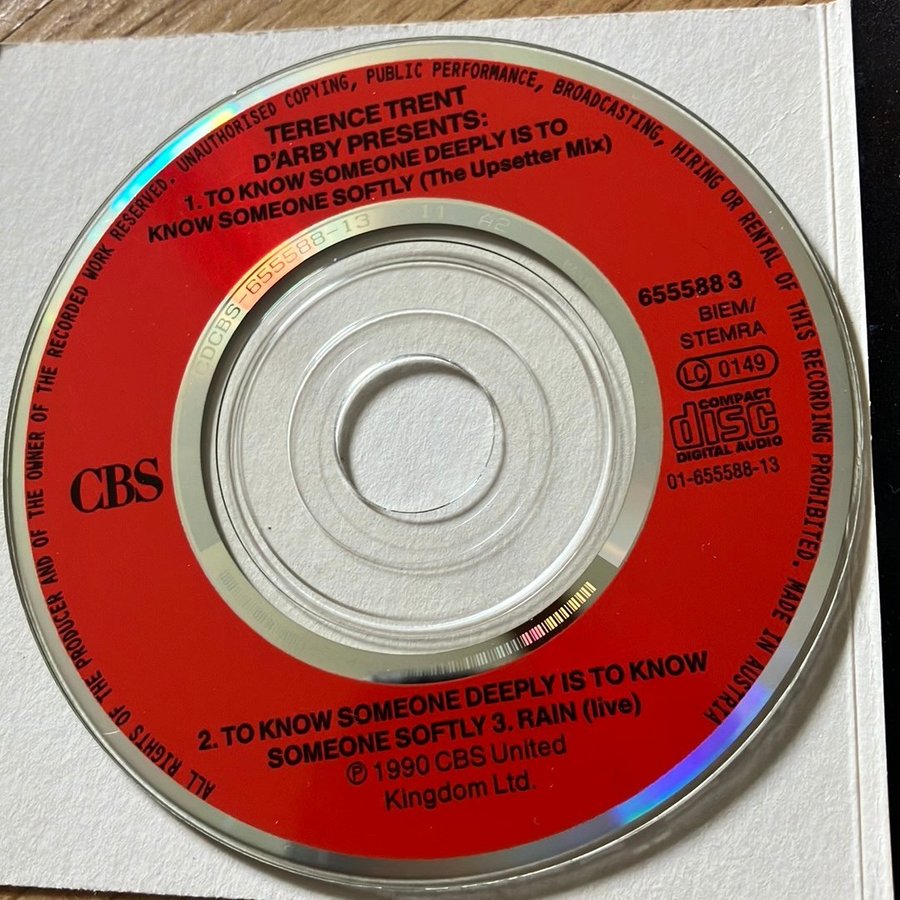 ALL RIGHTS OF THE PRODUCER AND OF THE OWNER OF THE RECORDED WORK RESERVED. UNAUTHORISED COPYING, PUBLIC PERFORMANCE, BROADCASTING, HIRING OR RENTAL OF THIS RECORDING PROHIBITED. MADE IN AUSTRIA
TERENCE TRENT
D'ARBY PRESENTS:
1. TO KNOW SOMEONE DEEPLY IS TO
KNOW SOMEONE SOFTLY (The Upsetter Mix)
CDCBS-655588-13 11 A2
655588 3
BIEM/
STEMRA
LC 0149
COMPACT
disc
DIGITAL AUDIO
01-655588-13
CBS
2. TO KNOW SOMEONE DEEPLY IS TO KNOW
SOMEONE SOFTLY 3. RAIN (live)
℗ 1990 CBS United
Kingdom Ltd.